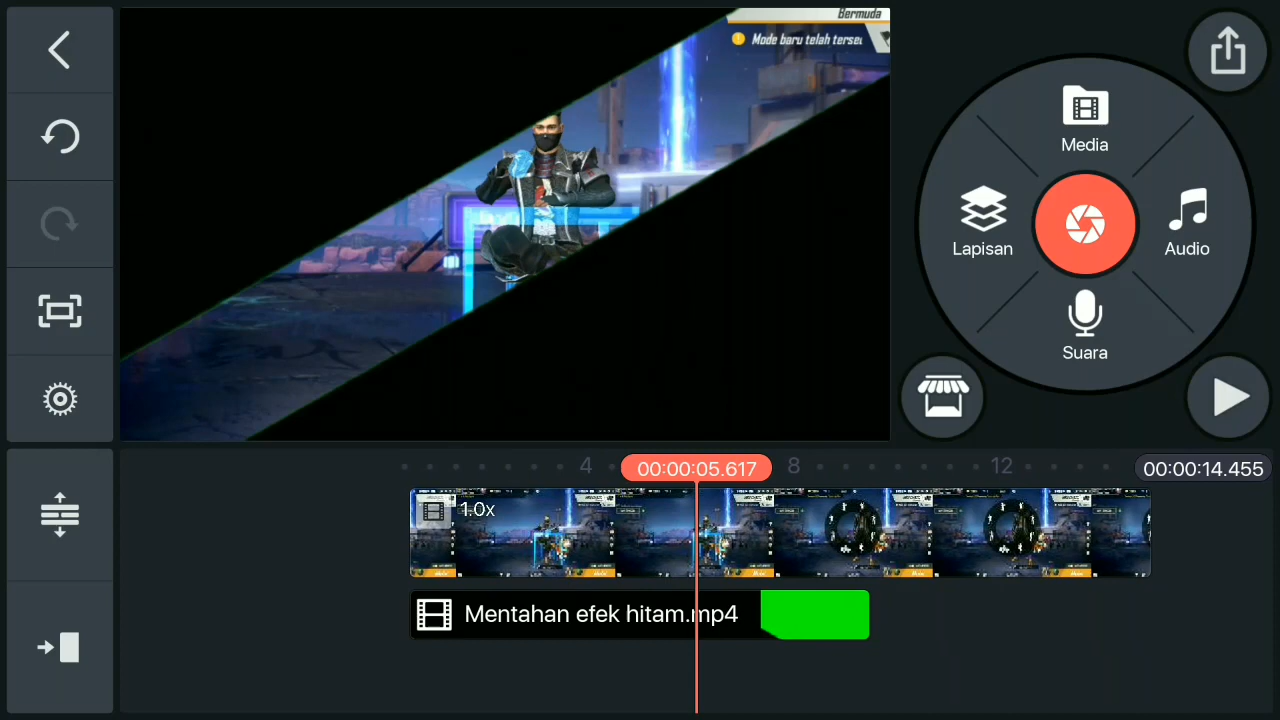 Bermuda
Mode baru telah terse
Media
Lapisan
Audio
Suara
4
00:00:05.617
8
12
00:00:14.455
1.0x
Mentahan efek hitam.mp4